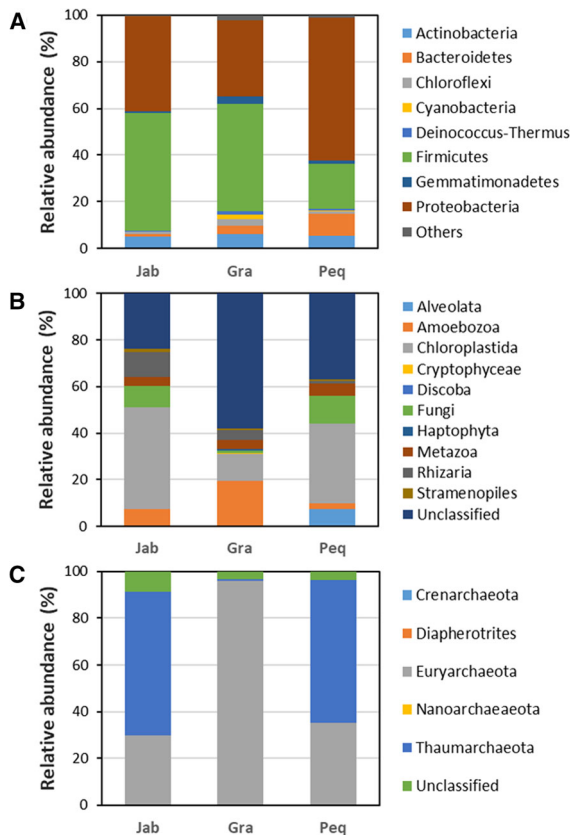 A
Relative abundance (%)
100
80
60
40
20
0
Jab
Gra
Peq
Actinobacteria
Bacteroidetes
Chloroflexi
Cyanobacteria
Deinococcus-Thermus
Firmicutes
Gemmatimonadetes
Proteobacteria
Others
B
Relative abundance (%)
100
80
60
40
20
0
Jab
Gra
Peq
Alveolata
Amoebozoa
Chloroplastida
Cryptophyceae
Discoba
Fungi
Haptophyta
Metazoa
Rhizaria
Stramenopiles
Unclassified
C
Relative abundance (%)
100
80
60
40
20
0
Jab
Gra
Peq
Crenarchaeota
Diapherotrites
Euryarchaeota
Nanoarchaeaeota
Thaumarchaeota
Unclassified